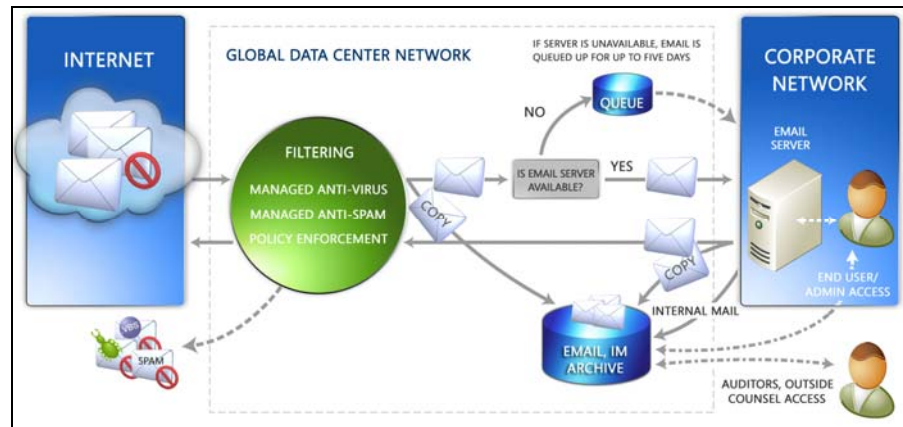 INTERNET
GLOBAL DATA CENTER NETWORK
IF SERVER IS UNAVAILABLE, EMAIL IS
QUEUED UP FOR UP TO FIVE DAYS
CORPORATE
NETWORK
QUEUE
NO
EMAIL
SERVER
FILTERING
MANAGED ANTI-VIRUS
MANAGED ANTI-SPAM
POLICY ENFORCEMENT
COPY
IS EMAIL SERVER
AVAILABLE?
YES
COPY
END USER/
ADMIN ACCESS
INTERNAL MAIL
VBS
SPAM
EMAIL, IM
ARCHIVE
AUDITORS, OUTSIDE
COUNSEL ACCESS